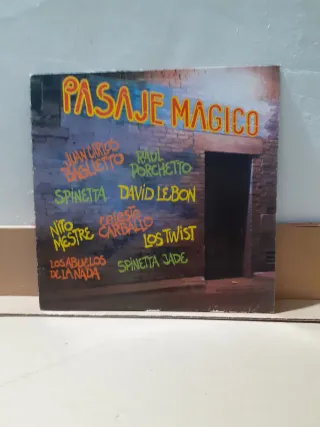 PASAJE MAGICO
JUAN CARLOS
BAGLIETTO
RAUL
PORCHETTO
SPINETTA
DAVID LEBON
NITO
MESTRE
CELESTE
CARBALLO
LOS TWIST
LOS ABUELOS
DE LA NADA
SPINETTA JADE